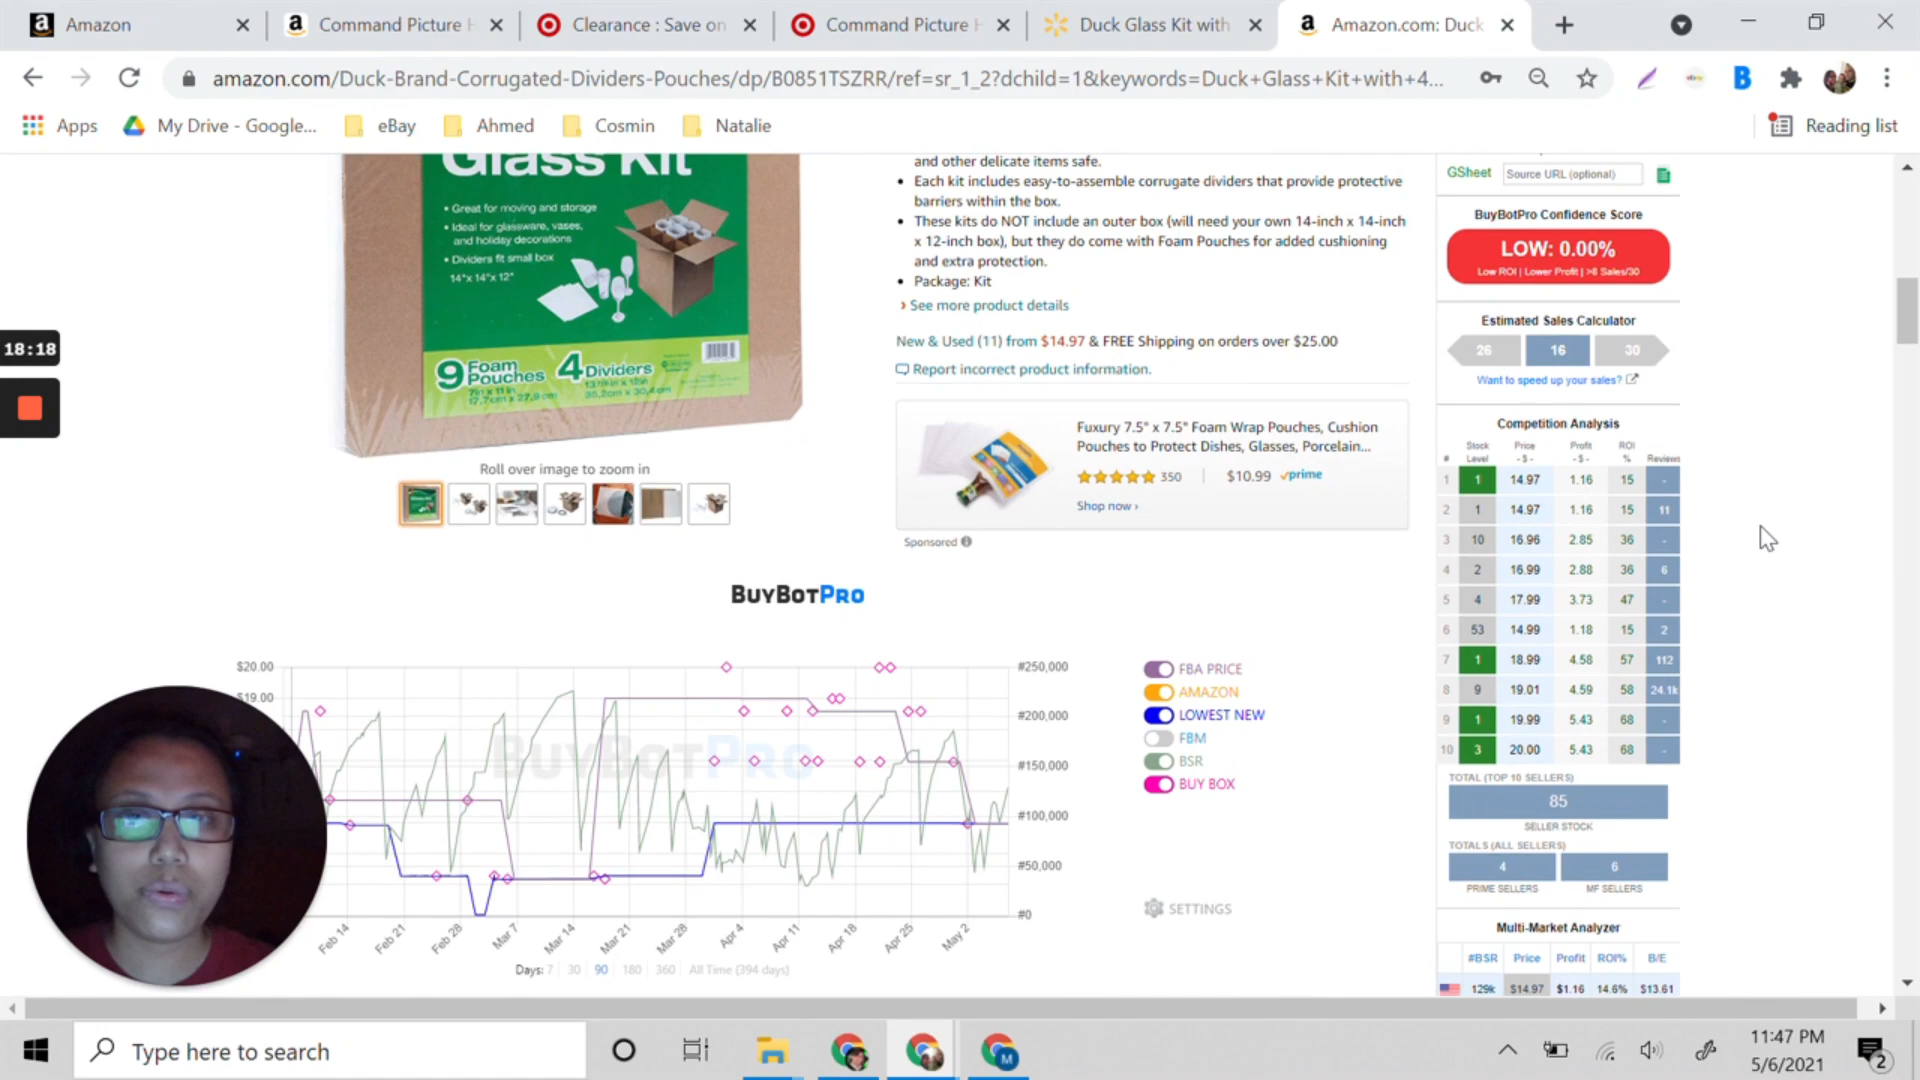 Amazon
Command Picture H
Clearance : Save on
Command Picture H
Duck Glass Kit with
Amazon.com: Duck
amazon.com/Duck-Brand-Corrugated-Dividers-Pouches/dp/B0851TSZRR/ref=sr_1_2?dchild=1&keywords=Duck+Glass+Kit+with+4...
Apps
My Drive - Google...
eBay
Ahmed
Cosmin
Natalie
Reading list
18:18
Glass Kit
• Great for moving and storage
• Ideal for glassware, vases,
and holiday decorations
• Dividers fit small box
14"x 14"x 12"
9 Foam Pouches
4 Dividers
Roll over image to zoom in
and other delicate items safe.
• Each kit includes easy-to-assemble corrugate dividers that provide protective
barriers within the box.
• These kits do NOT include an outer box (will need your own 14-inch x 14-inch
x 12-inch box), but they do come with Foam Pouches for added cushioning
and extra protection.
• Package: Kit
› See more product details
New & Used (11) from $14.97 & FREE Shipping on orders over $25.00
Report incorrect product information.
Fuxury 7.5" x 7.5" Foam Wrap Pouches, Cushion
Pouches to Protect Dishes, Glasses, Porcelain...
350
$10.99 prime
Shop now ›
Sponsored
BUYBOTPRO
$20.00
$19.00
#250,000
#200,000
#150,000
#100,000
#50,000
#0
BUYBOTPRO
Feb 14
Feb 21
Feb 28
Mar 7
Mar 14
Mar 21
Mar 28
Apr 4
Apr 11
Apr 18
Apr 25
May 2
Days: 7 30 90 180 360 All Time (394 days)
FBA PRICE
AMAZON
LOWEST NEW
FBM
BSR
BUY BOX
SETTINGS
GSheet
Source URL (optional)
BuyBotPro Confidence Score
LOW: 0.00%
Low ROI | Lower Profit | >8 Sales/30
Estimated Sales Calculator
26 16 30
Want to speed up your sales?
Competition Analysis
# Stock Level Price - $ - Profit - $ - ROI % Reviews
1 1 14.97 1.16 15 -
2 1 14.97 1.16 15 11
3 10 16.96 2.85 36 -
4 2 16.99 2.88 36 6
5 4 17.99 3.73 47 -
6 53 14.99 1.18 15 2
7 1 18.99 4.58 57 112
8 9 19.01 4.59 58 24.1k
9 1 19.99 5.43 68 -
10 3 20.00 5.43 68 -
TOTAL (TOP 10 SELLERS)
85
SELLER STOCK
TOTALS (ALL SELLERS)
4 6
PRIME SELLERS MF SELLERS
Multi-Market Analyzer
#BSR Price Profit ROI% B/E
129k $14.97 $1.16 14.6% $13.61
Type here to search
11:47 PM
5/6/2021
2